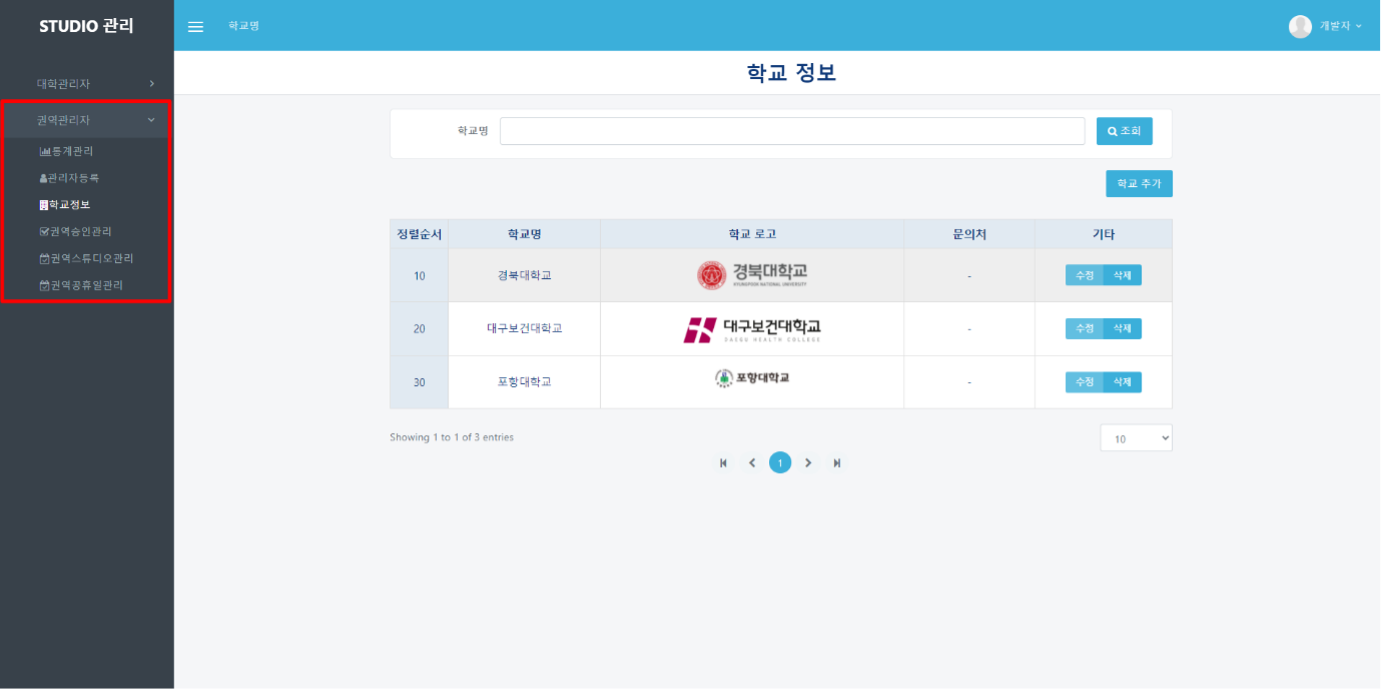 STUDIO 관리
학교명
개발자
대학관리자
권역관리자
통계관리
관리자등록
학교정보
권역승인관리
권역스튜디오관리
권역공휴일관리
학교 정보
학교명
조회
학교 추가
정렬순서 학교명 학교 로고 문의처 기타
10 경북대학교 경북대학교 - 수정 삭제
KYUNGPOOK NATIONAL UNIVERSITY
20 대구보건대학교 대구보건대학교 - 수정 삭제
DAEGU HEALTH COLLEGE
30 포항대학교 포항대학교 - 수정 삭제
Showing 1 to 1 of 3 entries
10
1